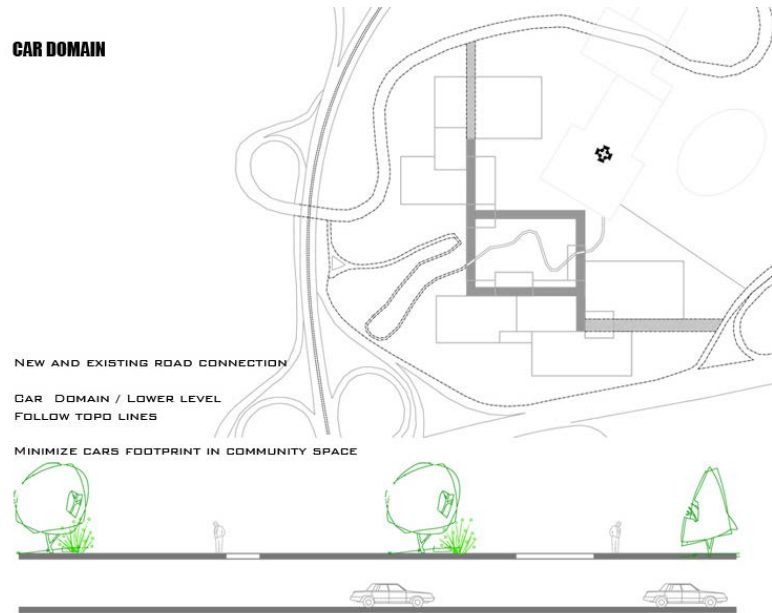 CAR DOMAIN
NEW AND EXISTING ROAD CONNECTION
CAR DOMAIN / LOWER LEVEL
FOLLOW TOPO LINES
MINIMIZE CARS FOOTPRINT IN COMMUNITY SPACE